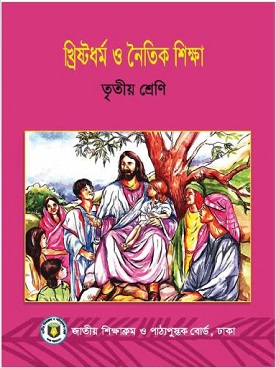 খ্রিষ্টধর্ম ও নৈতিক শিক্ষা
তৃতীয় শ্রেণি
জাতীয় শিক্ষাক্রম ও পাঠ্যপুস্তক বোর্ড, ঢাকা